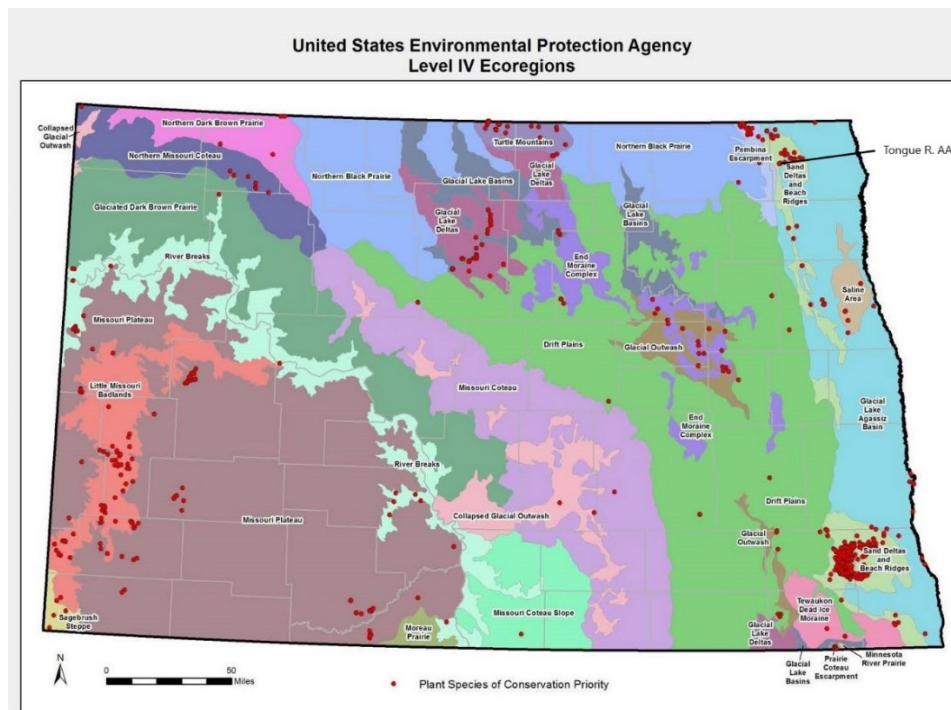 United States Environmental Protection Agency
Level IV Ecoregions
Collapsed
Glacial
Outwash
Northern Dark Brown Prairie
Northern Missouri Coteau
Northern Black Prairie
Glacial Lake Basins
Turtle Mountains
Glacial
Lake
Deltas
Northern Black Prairie
Pembina
Escarpment
Sand
Deltas
and
Beach
Ridges
Tongue R. AA
Glaciated Dark Brown Prairie
Glacial
Lake
Deltas
Glacial
Lake
Basins
River Breaks
End
Moraine
Complex
Saline
Area
Missouri Plateau
Drift Plains
Glacial Outwash
Little Missouri
Badlands
Missouri Coteau
Glacial
Lake
Agassiz
Basin
End
Moraine
Complex
River Breaks
Missouri Plateau
Collapsed Glacial Outwash
Drift Plains
Glacial
Outwash
Sand Deltas
and
Beach Ridges
Sagebrush
Steppe
Moreau
Prairie
Missouri Coteau Slope
Tewaukon
Dead Ice
Moraine
Glacial
Lake
Deltas
Glacial
Lake
Basins
Prairie
Coteau
Escarpment
Minnesota
River Prairie
N
0
50
Miles
Plant Species of Conservation Priority